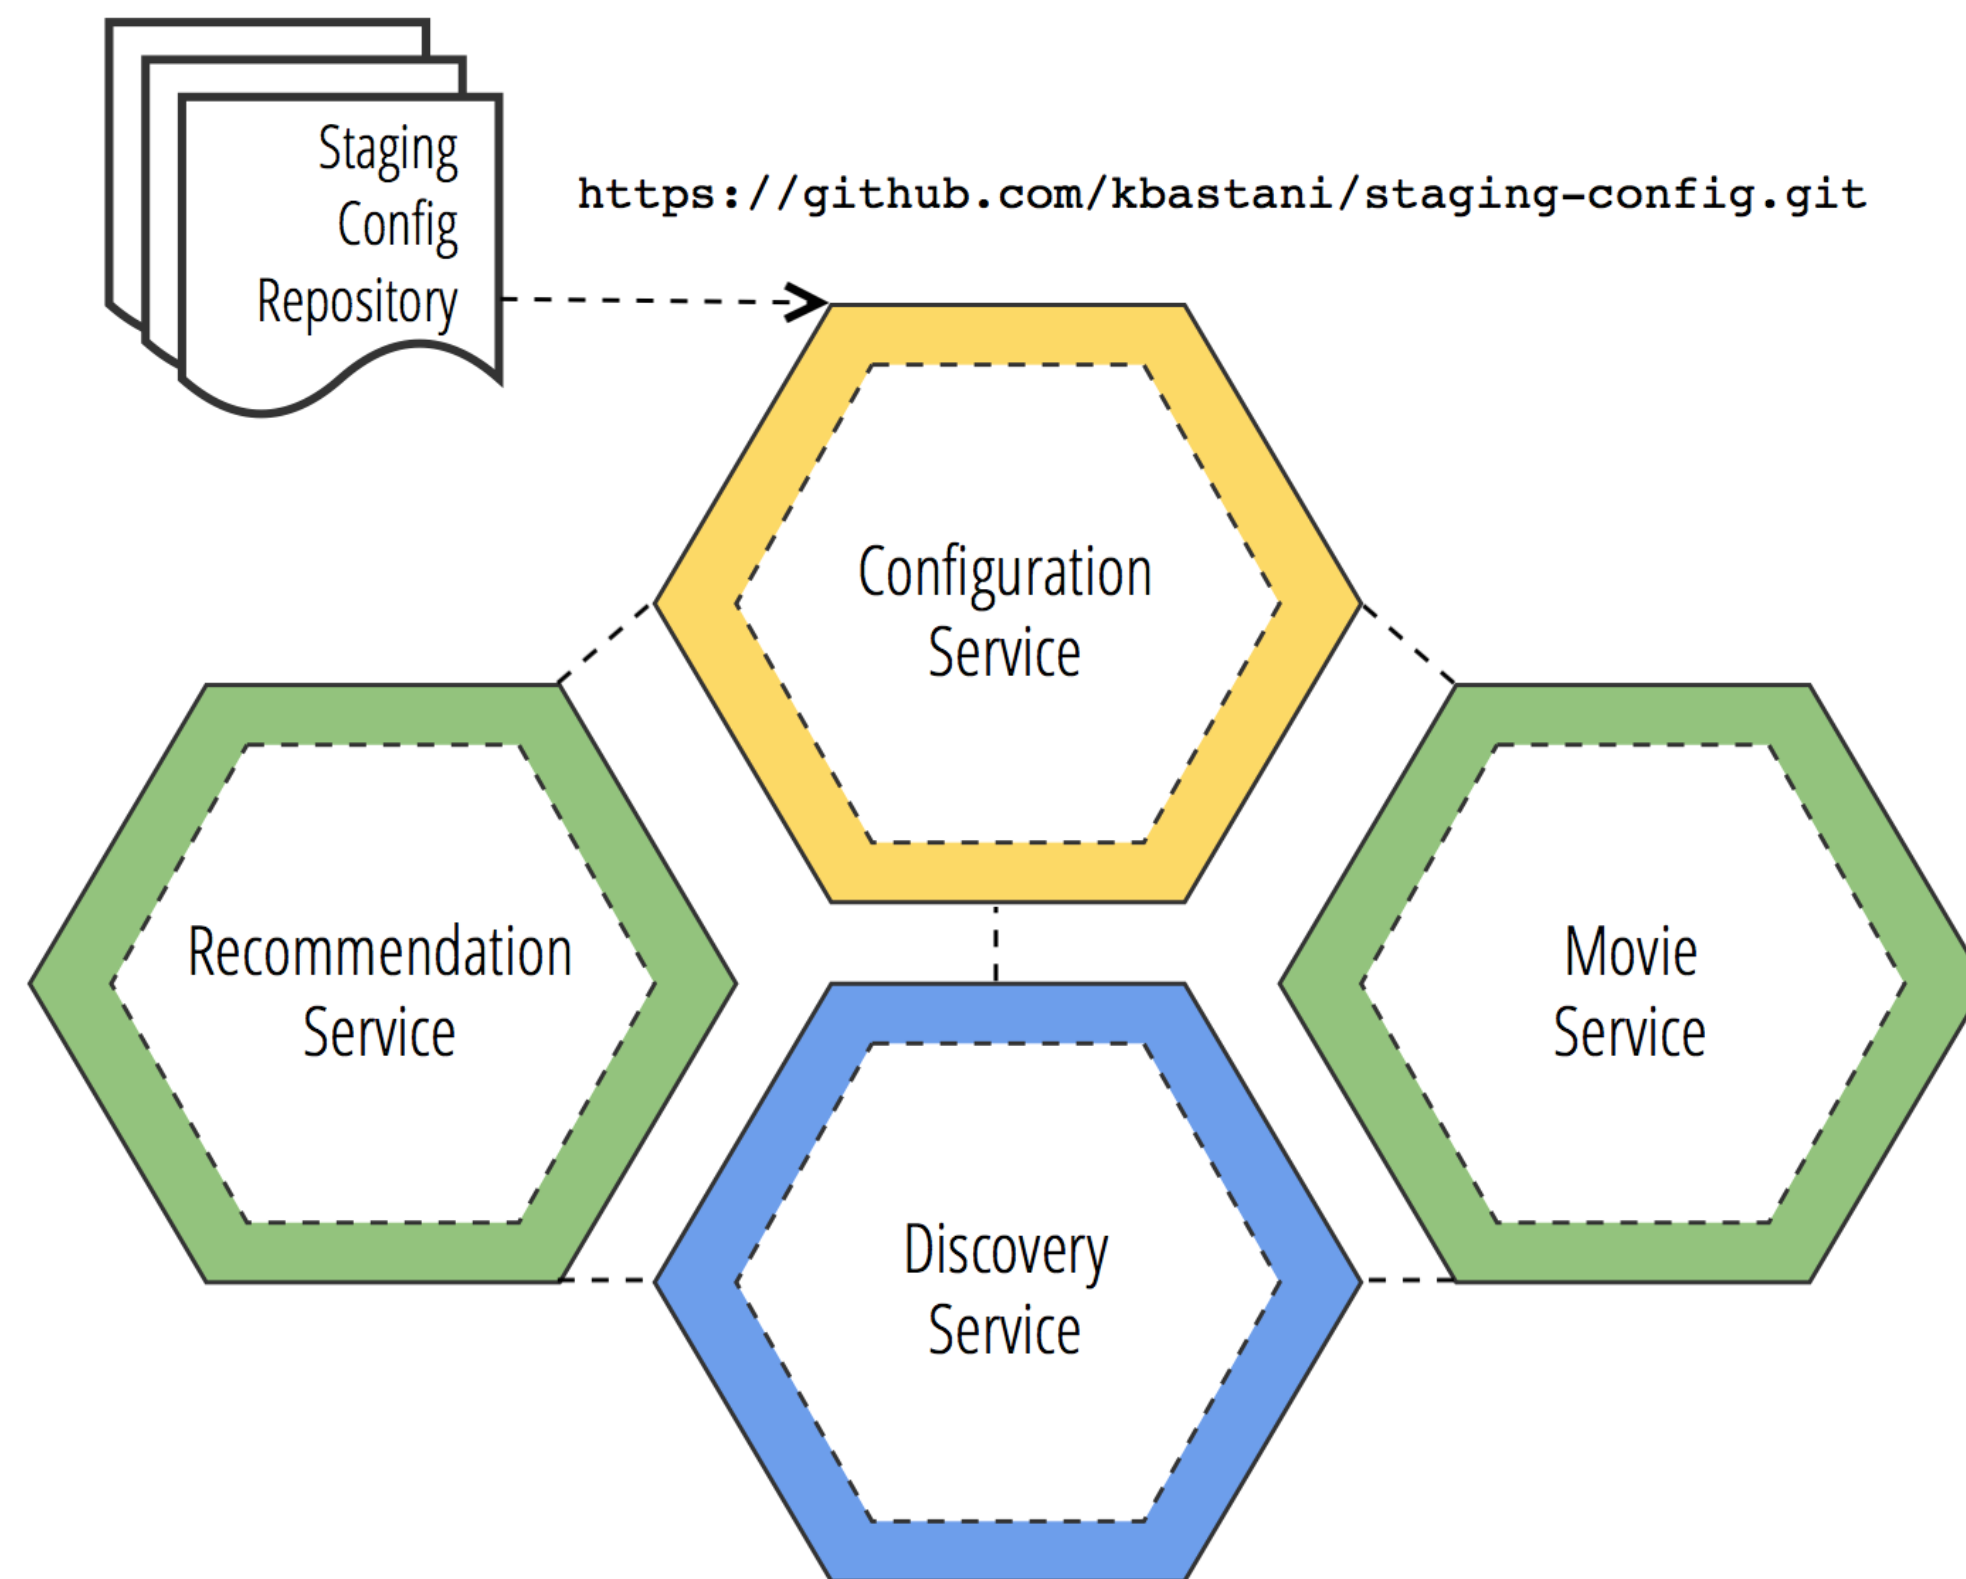 Staging
Config
Repository
https://github.com/kbastani/staging-config.git
Configuration
Service
Recommendation
Service
Movie
Service
Discovery
Service